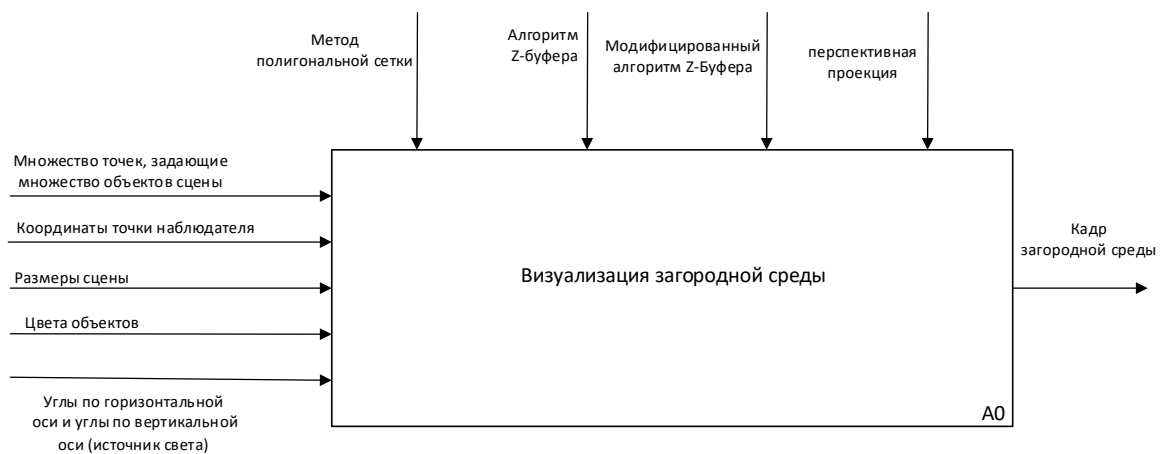 Метод
полигональной сетки
Алгоритм
Z-буфера
Модифицированный
алгоритм Z-Буфера
перспективная
проекция
Множество точек, задающие
множество объектов сцены
Координаты точки наблюдателя
Размеры сцены
Цвета объектов
Углы по горизонтальной
оси и углы по вертикальной
оси (источник света)
Визуализация загородной среды
A0
Кадр
загородной среды